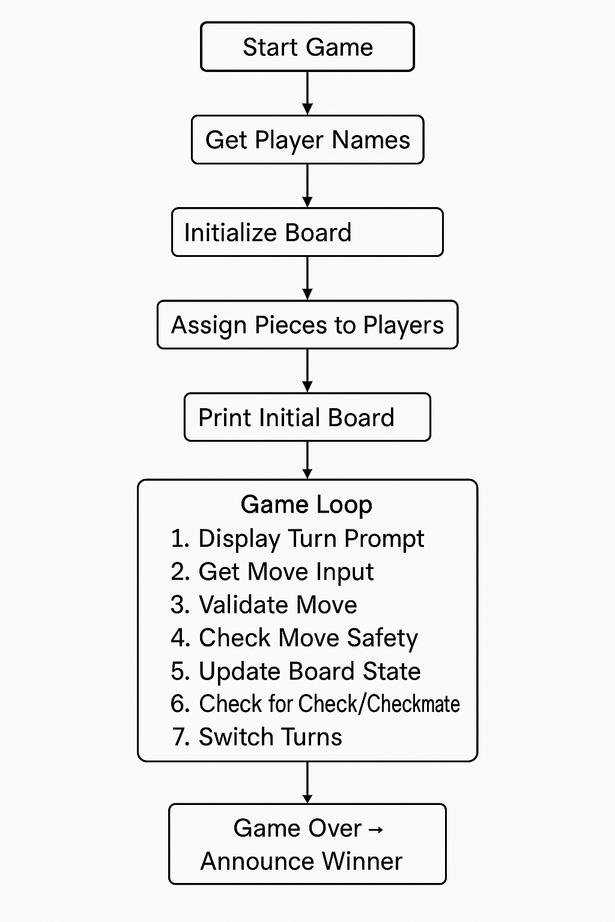 Start Game
Get Player Names
Initialize Board
Assign Pieces to Players
Print Initial Board
Game Loop
1. Display Turn Prompt
2. Get Move Input
3. Validate Move
4. Check Move Safety
5. Update Board State
6. Check for Check/Checkmate
7. Switch Turns
Game Over →
Announce Winner